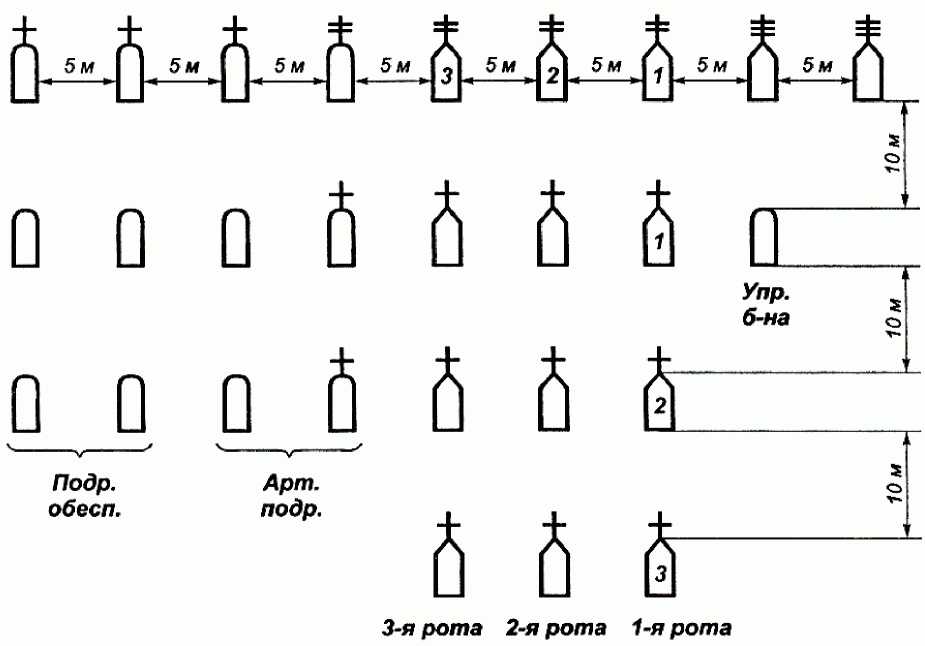 5 м 5 м 5 м 5 м 5 м 5 м 5 м 5 м
3 2 1
10 м
1
Упр.
б-на
10 м
2
Подр.
обесп.
Арт.
подр.
10 м
3
3-я рота 2-я рота 1-я рота